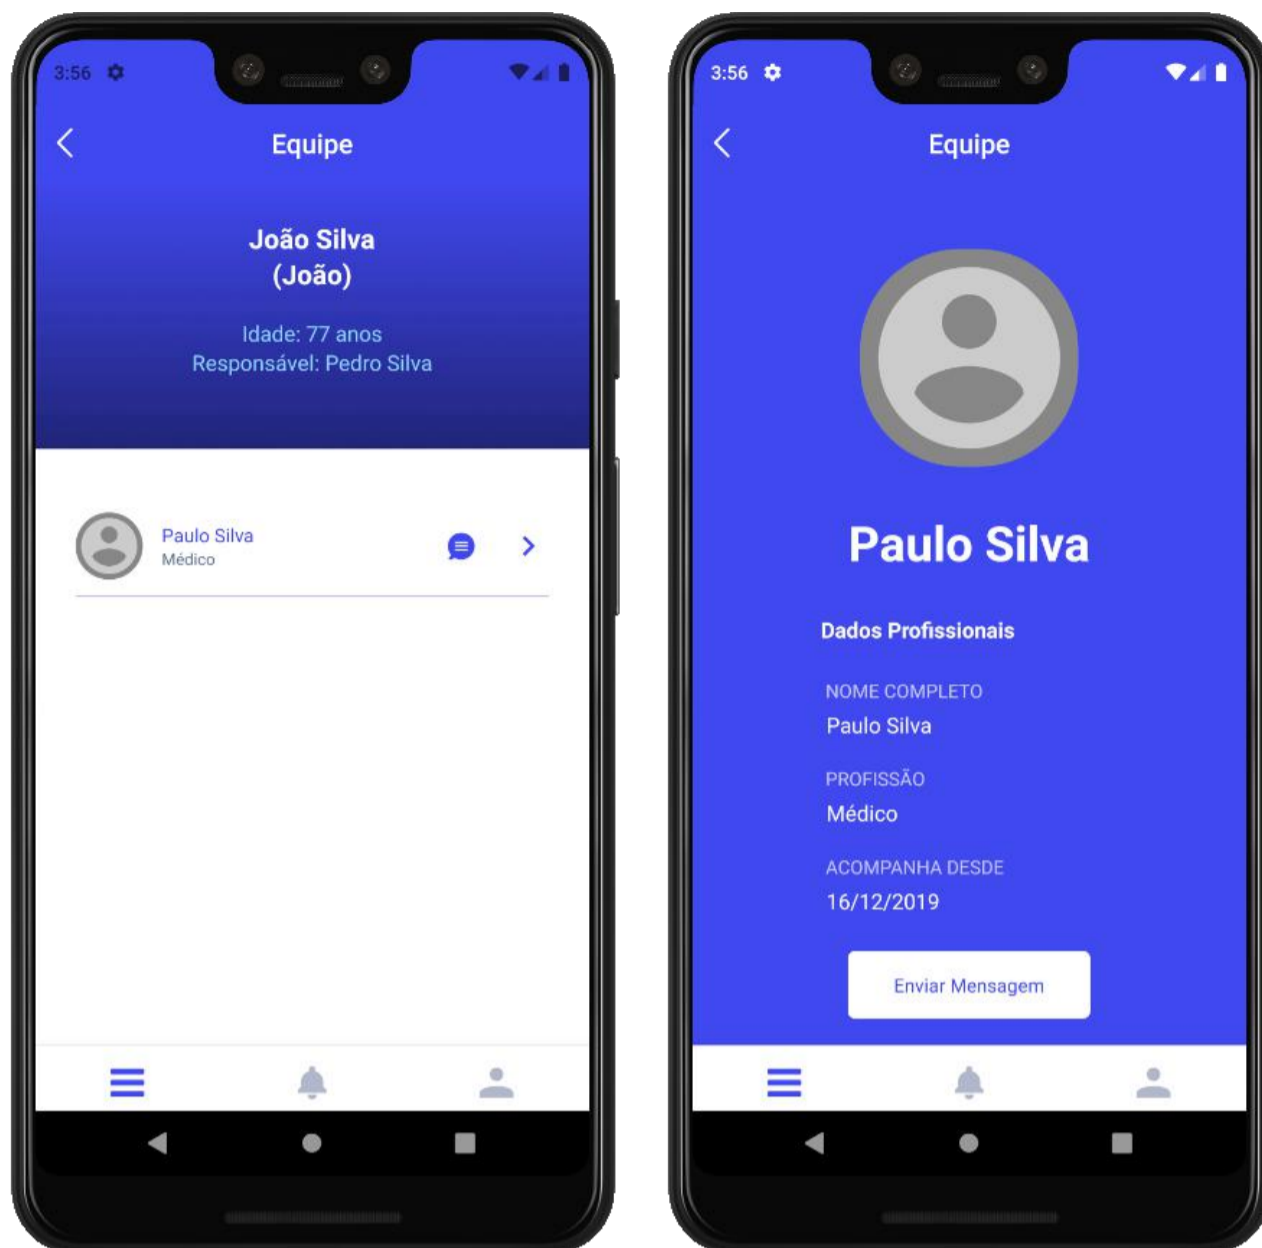 3:56
Equipe
João Silva
(João)
Idade: 77 anos
Responsável: Pedro Silva
Paulo Silva
Médico
3:56
Equipe
Paulo Silva
Dados Profissionais
NOME COMPLETO
Paulo Silva
PROFISSÃO
Médico
ACOMPANHA DESDE
16/12/2019
Enviar Mensagem